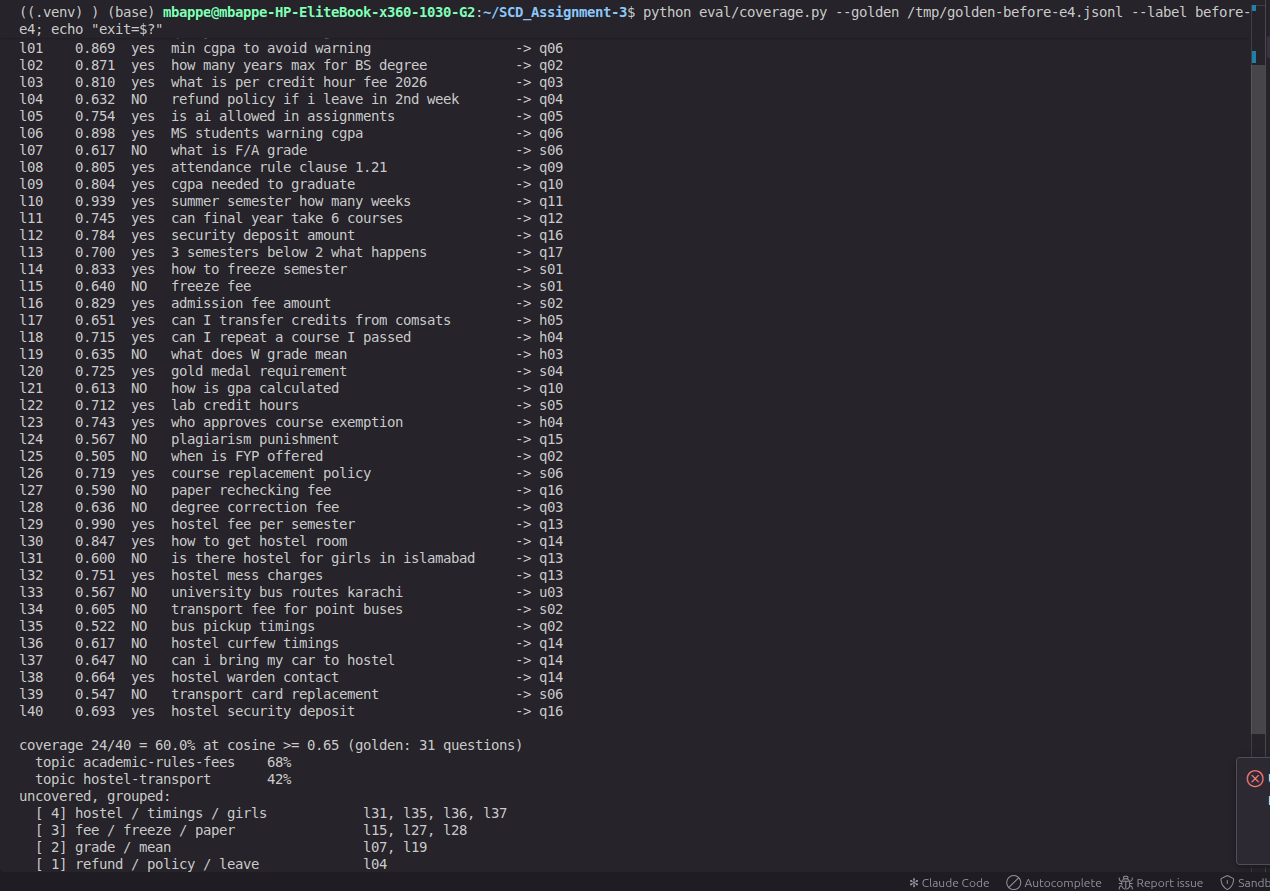 ((.venv) ) (base) mbappe@mbappe-HP-EliteBook-x360-1030-G2:~/SCD_Assignment-3$ python eval/coverage.py --golden /tmp/golden-before-e4.jsonl --label before-
e4; echo "exit=$?"
l01 0.869 yes min cgpa to avoid warning -> q06
l02 0.871 yes how many years max for BS degree -> q02
l03 0.810 yes what is per credit hour fee 2026 -> q03
l04 0.632 NO refund policy if i leave in 2nd week -> q04
l05 0.754 yes is ai allowed in assignments -> q05
l06 0.898 yes MS students warning cgpa -> q06
l07 0.617 NO what is F/A grade -> s06
l08 0.805 yes attendance rule clause 1.21 -> q09
l09 0.804 yes cgpa needed to graduate -> q10
l10 0.939 yes summer semester how many weeks -> q11
l11 0.745 yes can final year take 6 courses -> q12
l12 0.784 yes security deposit amount -> q16
l13 0.700 yes 3 semesters below 2 what happens -> q17
l14 0.833 yes how to freeze semester -> s01
l15 0.640 NO freeze fee -> s01
l16 0.829 yes admission fee amount -> s02
l17 0.651 yes can I transfer credits from comsats -> h05
l18 0.715 yes can I repeat a course I passed -> h04
l19 0.635 NO what does W grade mean -> h03
l20 0.725 yes gold medal requirement -> s04
l21 0.613 NO how is gpa calculated -> q10
l22 0.712 yes lab credit hours -> s05
l23 0.743 yes who approves course exemption -> h04
l24 0.567 NO plagiarism punishment -> q15
l25 0.505 NO when is FYP offered -> q02
l26 0.719 yes course replacement policy -> s06
l27 0.590 NO paper rechecking fee -> q16
l28 0.636 NO degree correction fee -> q03
l29 0.990 yes hostel fee per semester -> q13
l30 0.847 yes how to get hostel room -> q14
l31 0.600 NO is there hostel for girls in islamabad -> q13
l32 0.751 yes hostel mess charges -> q13
l33 0.567 NO university bus routes karachi -> u03
l34 0.605 NO transport fee for point buses -> s02
l35 0.522 NO bus pickup timings -> q02
l36 0.617 NO hostel curfew timings -> q14
l37 0.647 NO can i bring my car to hostel -> q14
l38 0.664 yes hostel warden contact -> q14
l39 0.547 NO transport card replacement -> s06
l40 0.693 yes hostel security deposit -> q16
coverage 24/40 = 60.0% at cosine >= 0.65 (golden: 31 questions)
topic academic-rules-fees 68%
topic hostel-transport 42%
uncovered, grouped:
[ 4] hostel / timings / girls l31, l35, l36, l37
[ 3] fee / freeze / paper l15, l27, l28
[ 2] grade / mean l07, l19
[ 1] refund / policy / leave l04
Claude Code Autocomplete Report issue